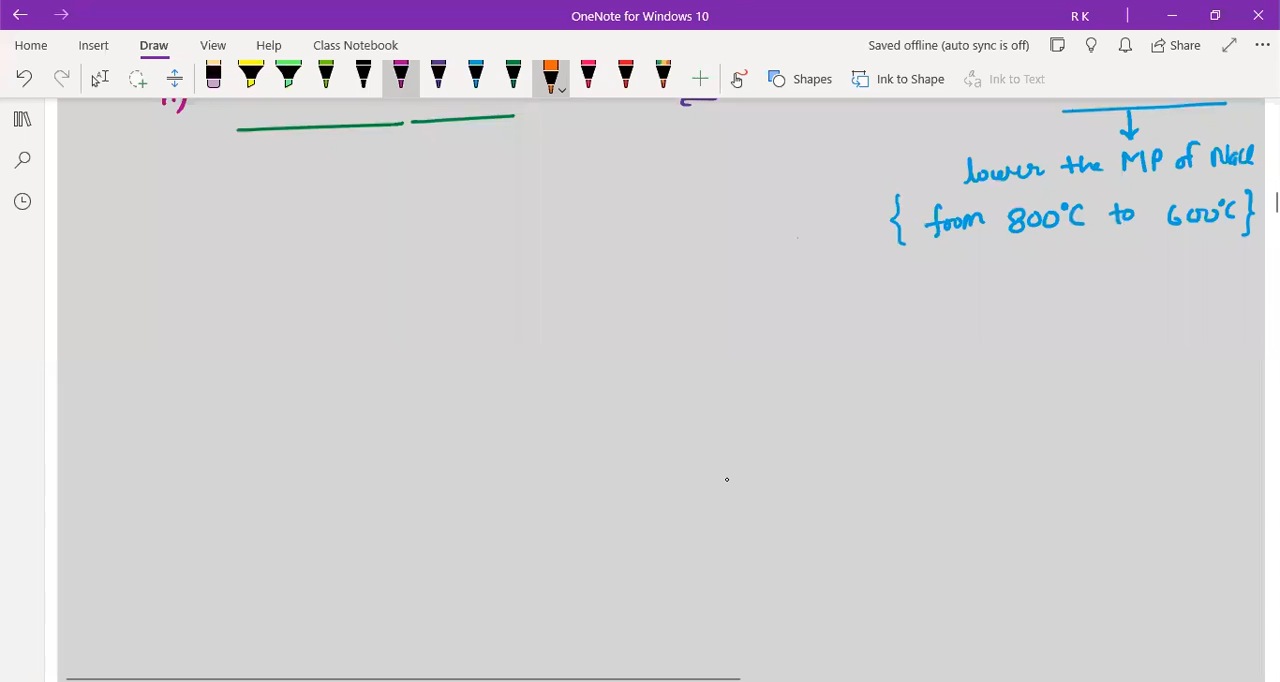 OneNote for Windows 10
R K
Home Insert Draw View Help Class Notebook
Saved offline (auto sync is off) Share
Shapes Ink to Shape Ink to Text
lower the MP of NaCl
{ from 800°C to 600°C }